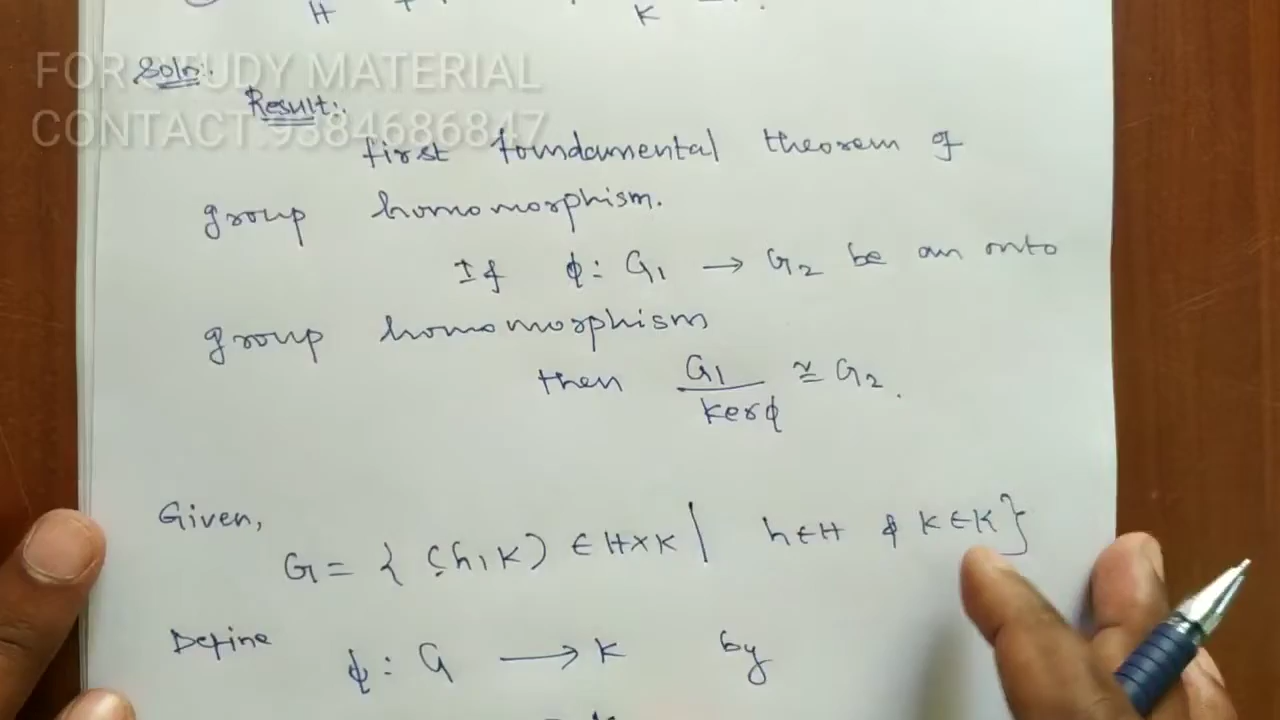 H K
Soln:.
FOR STUDY MATERIAL
Result:.
CONTACT:9384686847
first fundamental theorem of
group homomorphism.
If ϕ: G₁ → G₂ be an onto
group homomorphism
then G₁ / kerϕ ≅ G₂.
Given,
G = { (h, K) ∈ H×K | h∈H & K∈K }
Define
ϕ: G → K by